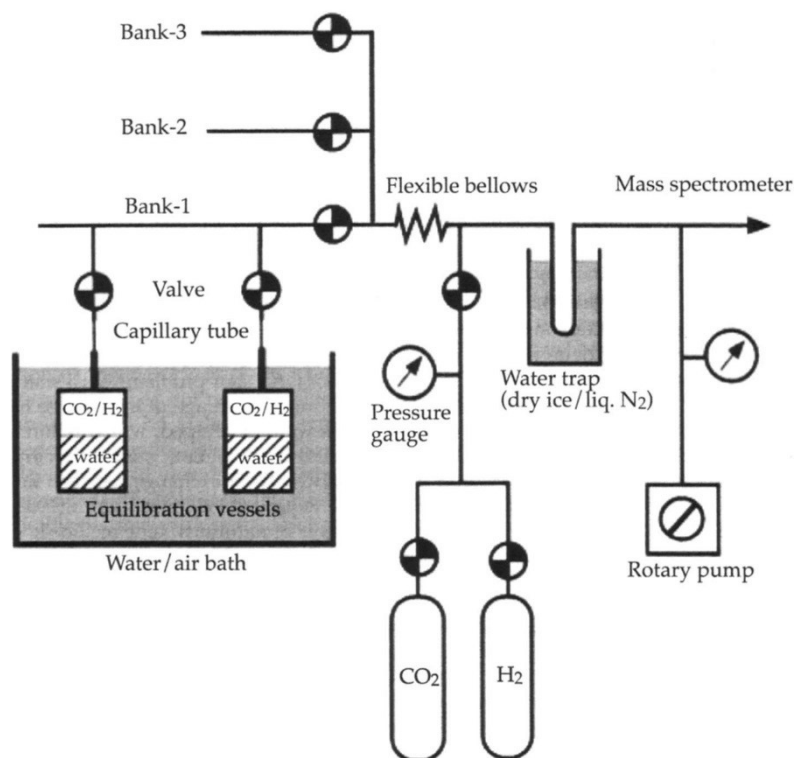 Bank-3
Bank-2
Bank-1
Flexible bellows
Mass spectrometer
Valve
Capillary tube
CO2/H2
CO2/H2
water
water
Equilibration vessels
Water/air bath
Pressure
gauge
Water trap
(dry ice/liq. N2)
Rotary pump
CO2
H2